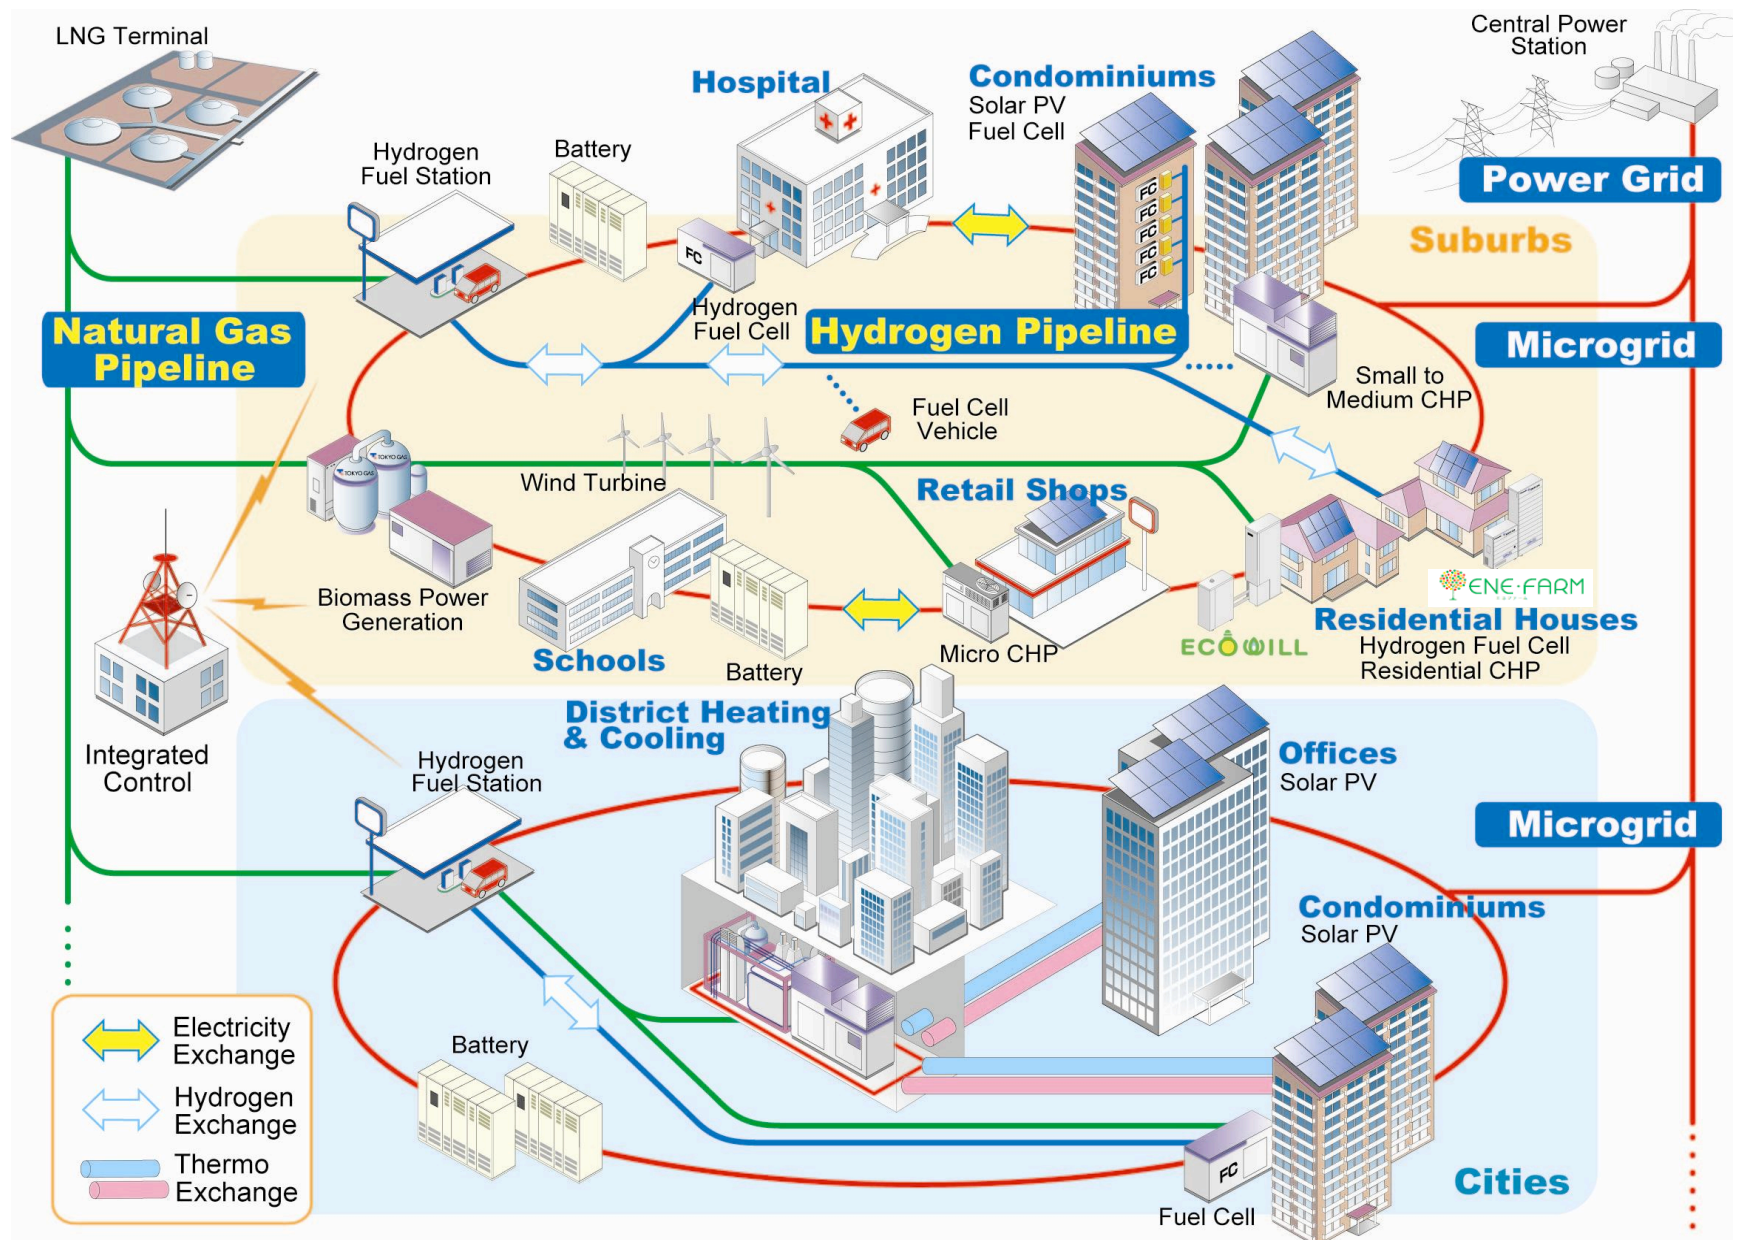 LNG Terminal
Central Power
Station
Hospital
Condominiums
Solar PV
Fuel Cell
Hydrogen
Fuel Station
Battery
Power Grid
Suburbs
FC
FC
FC
FC
FC
FC
Hydrogen
Fuel Cell
Natural Gas
Pipeline
Hydrogen Pipeline
Microgrid
Small to
Medium CHP
Fuel Cell
Vehicle
TOKYO GAS
TOKYO GAS
Wind Turbine
Retail Shops
Biomass Power
Generation
ENE·FARM
Residential Houses
Hydrogen Fuel Cell
Residential CHP
ECOWILL
Micro CHP
Schools
Battery
Integrated
Control
District Heating
& Cooling
Hydrogen
Fuel Station
Offices
Solar PV
Microgrid
Condominiums
Solar PV
Electricity
Exchange
Hydrogen
Exchange
Thermo
Exchange
Battery
FC
Fuel Cell
Cities